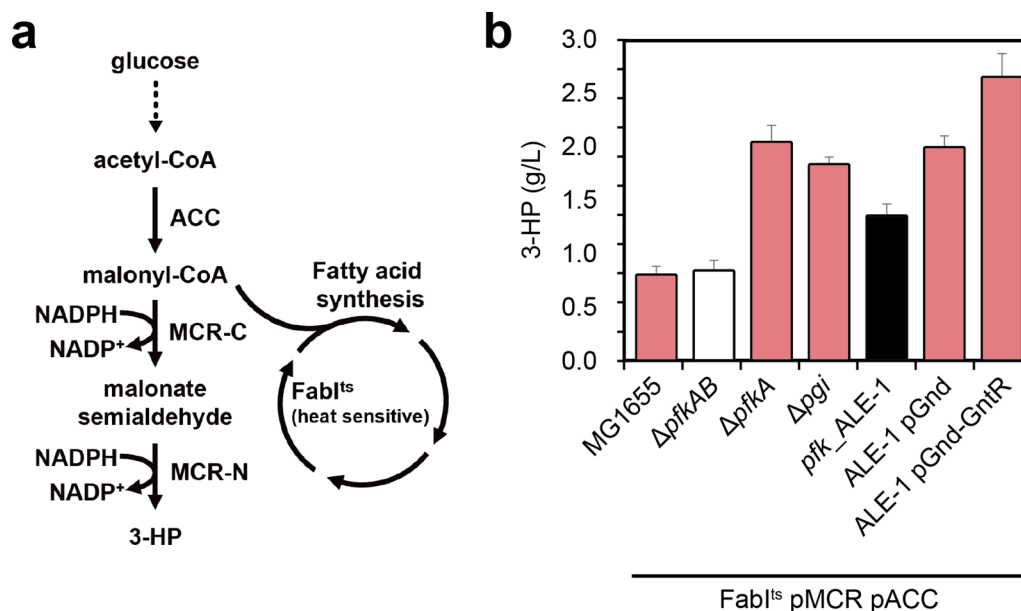 a
glucose
acetyl-CoA
ACC
malonyl-CoA
Fatty acid
synthesis
NADPH
NADP+
MCR-C
malonate
semialdehyde
FabIts
(heat sensitive)
NADPH
NADP+
MCR-N
3-HP
b
3-HP (g/L)
3.0
2.5
2.0
1.5
1.0
0.5
0.0
MG1655
ΔpfkAB
ΔpfkA
Δpgi
pfk_ALE-1
ALE-1 pGnd
ALE-1 pGnd-GntR
FabIts pMCR pACC